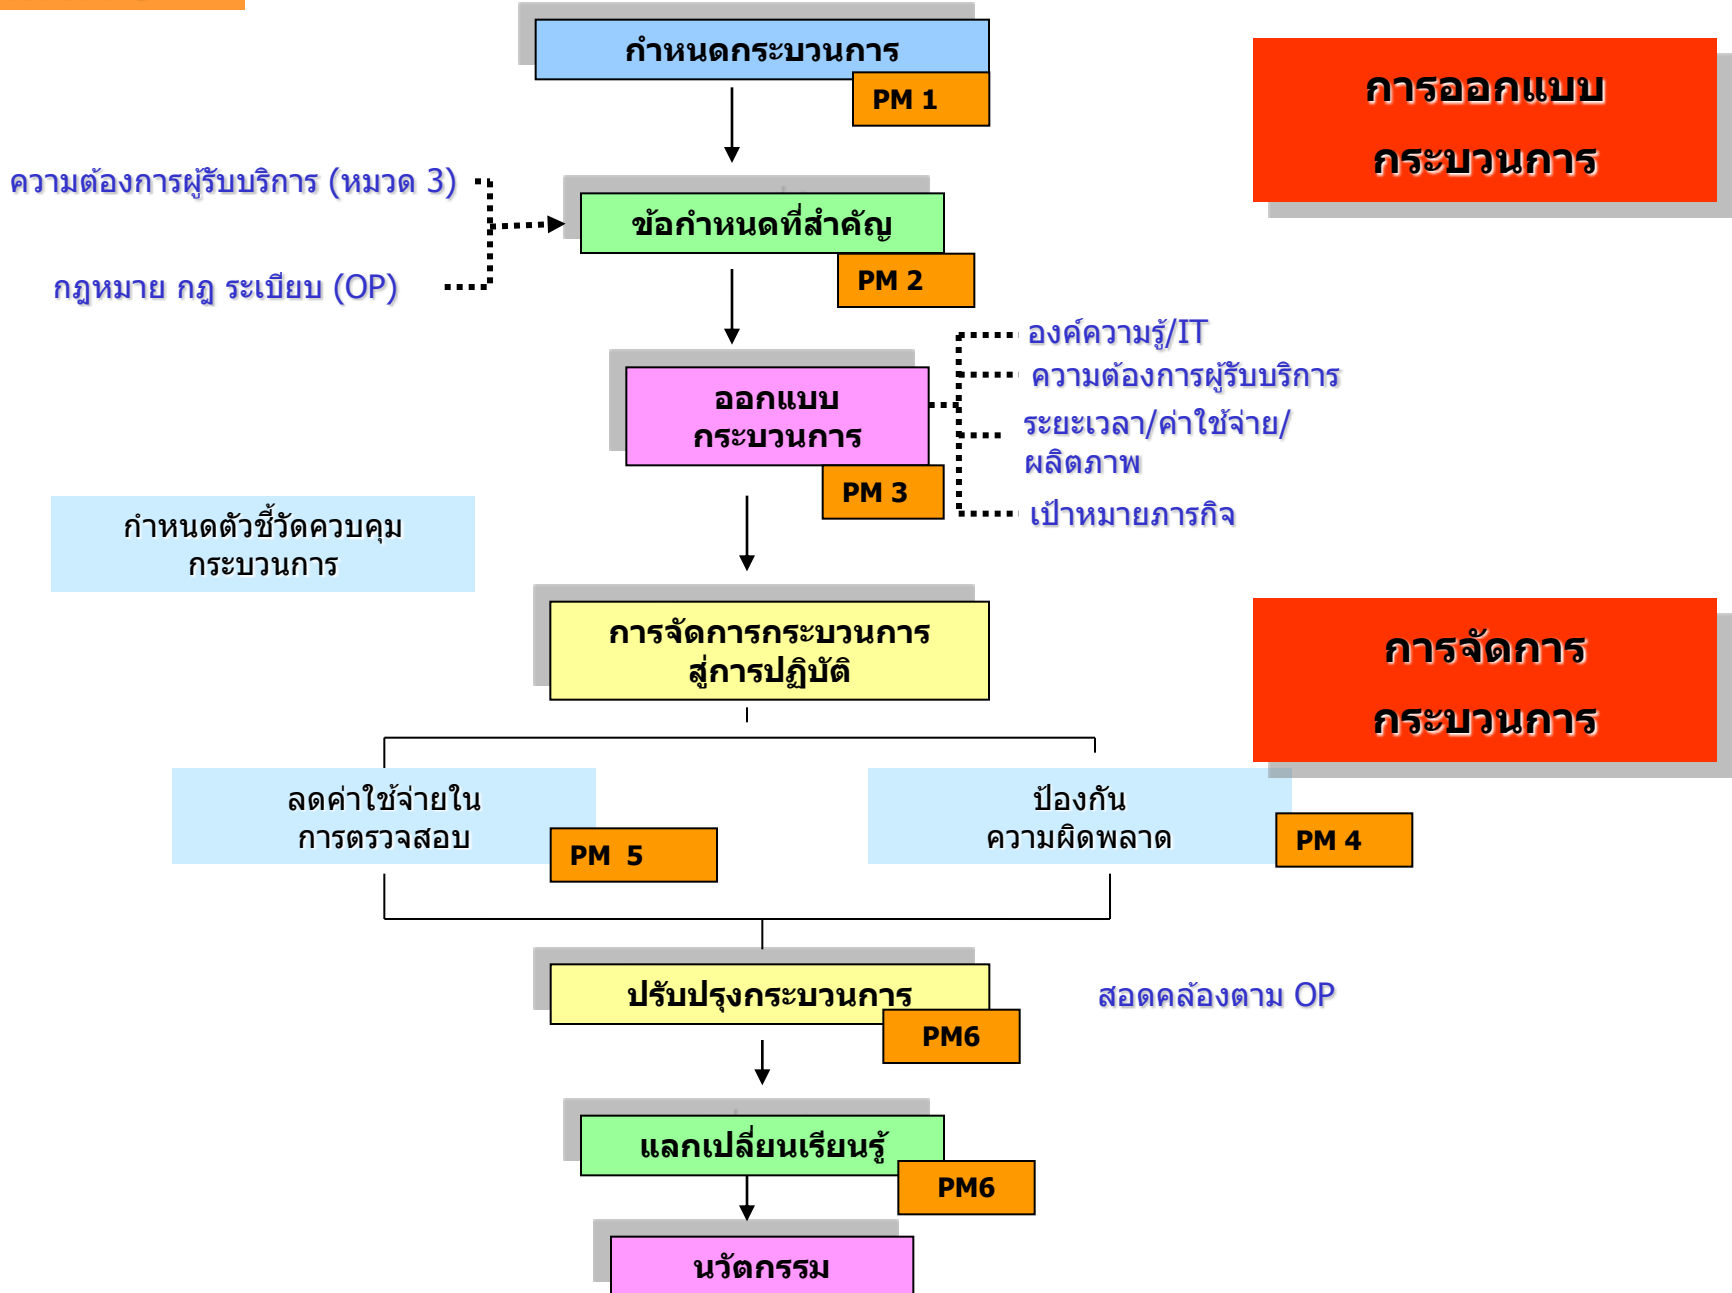 กำหนดกระบวนการ
PM 1
การออกแบบ
กระบวนการ
ความต้องการผู้รับบริการ (หมวด 3)
ข้อกำหนดที่สำคัญ
PM 2
กฎหมาย กฎ ระเบียบ (OP)
องค์ความรู้/IT
ความต้องการผู้รับบริการ
ระยะเวลา/ค่าใช้จ่าย/
ผลิตภาพ
เป้าหมายภารกิจ
ออกแบบ
กระบวนการ
PM 3
กำหนดตัวชี้วัดควบคุม
กระบวนการ
การจัดการกระบวนการ
สู่การปฏิบัติ
การจัดการ
กระบวนการ
ลดค่าใช้จ่ายใน
การตรวจสอบ
PM  5
ป้องกัน
ความผิดพลาด
PM 4
ปรับปรุงกระบวนการ
PM6
สอดคล้องตาม OP
แลกเปลี่ยนเรียนรู้
PM6
นวัตกรรม